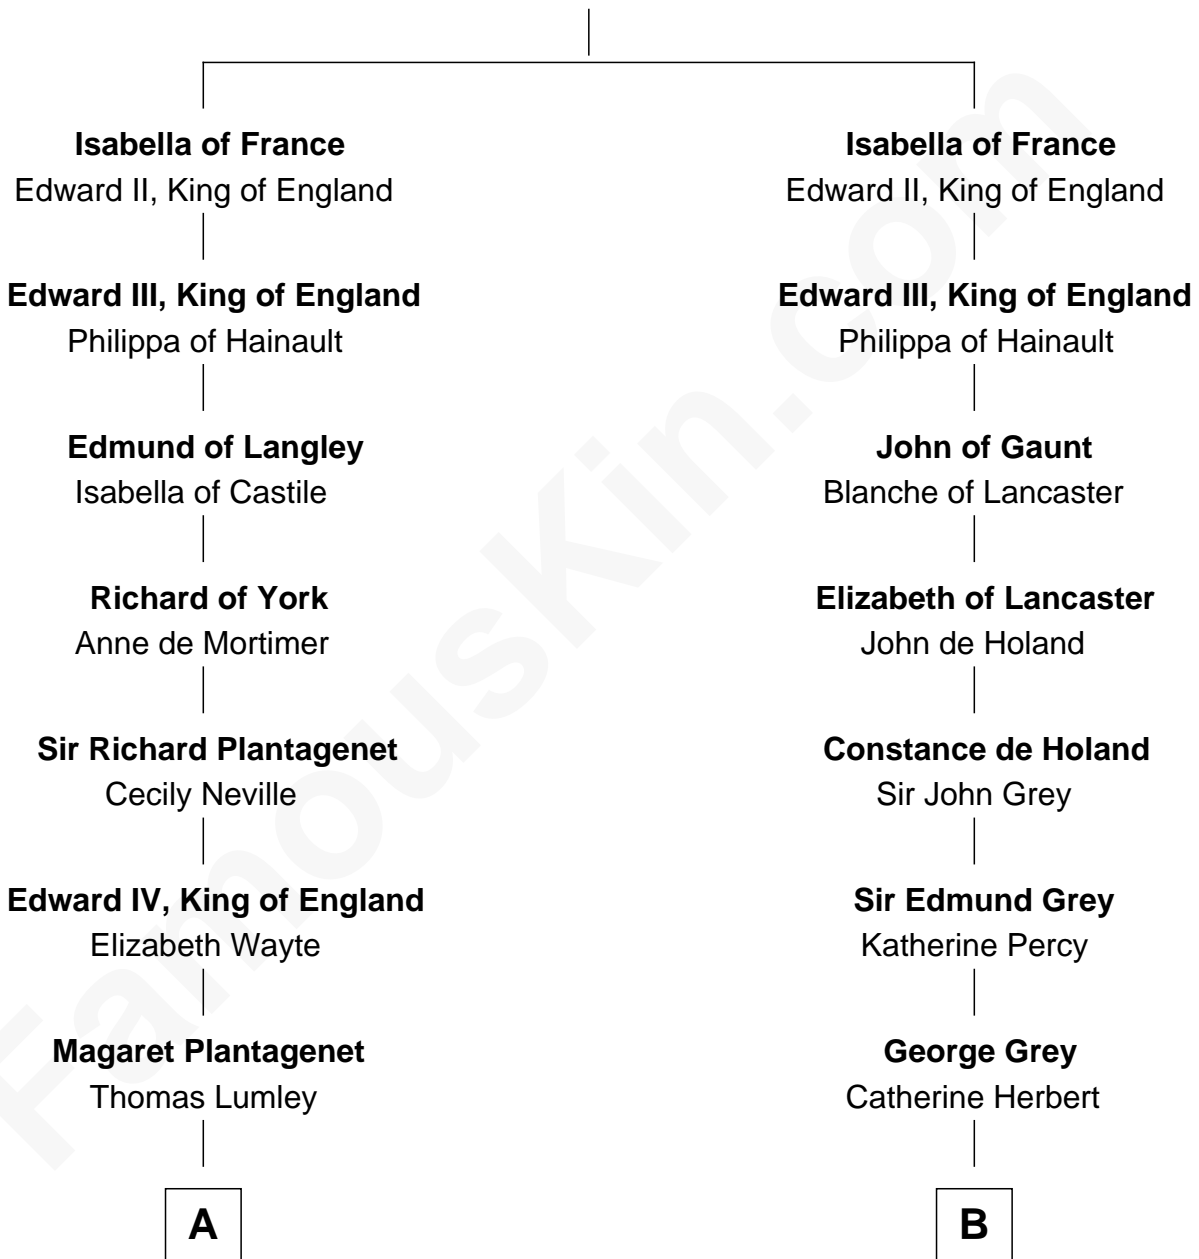 Isabella of France
Edward II, King of England
Edward III, King of England
Philippa of Hainault
Edmund of Langley
Isabella of Castile
Richard of York
Anne de Mortimer
Sir Richard Plantagenet
Cecily Neville
Edward IV, King of England
Elizabeth Wayte
Magaret Plantagenet
Thomas Lumley
A
Isabella of France
Edward II, King of England
Edward III, King of England
Philippa of Hainault
John of Gaunt
Blanche of Lancaster
Elizabeth of Lancaster
John de Holand
Constance de Holand
Sir John Grey
Sir Edmund Grey
Katherine Percy
George Grey
Catherine Herbert
B
FamousKin.com